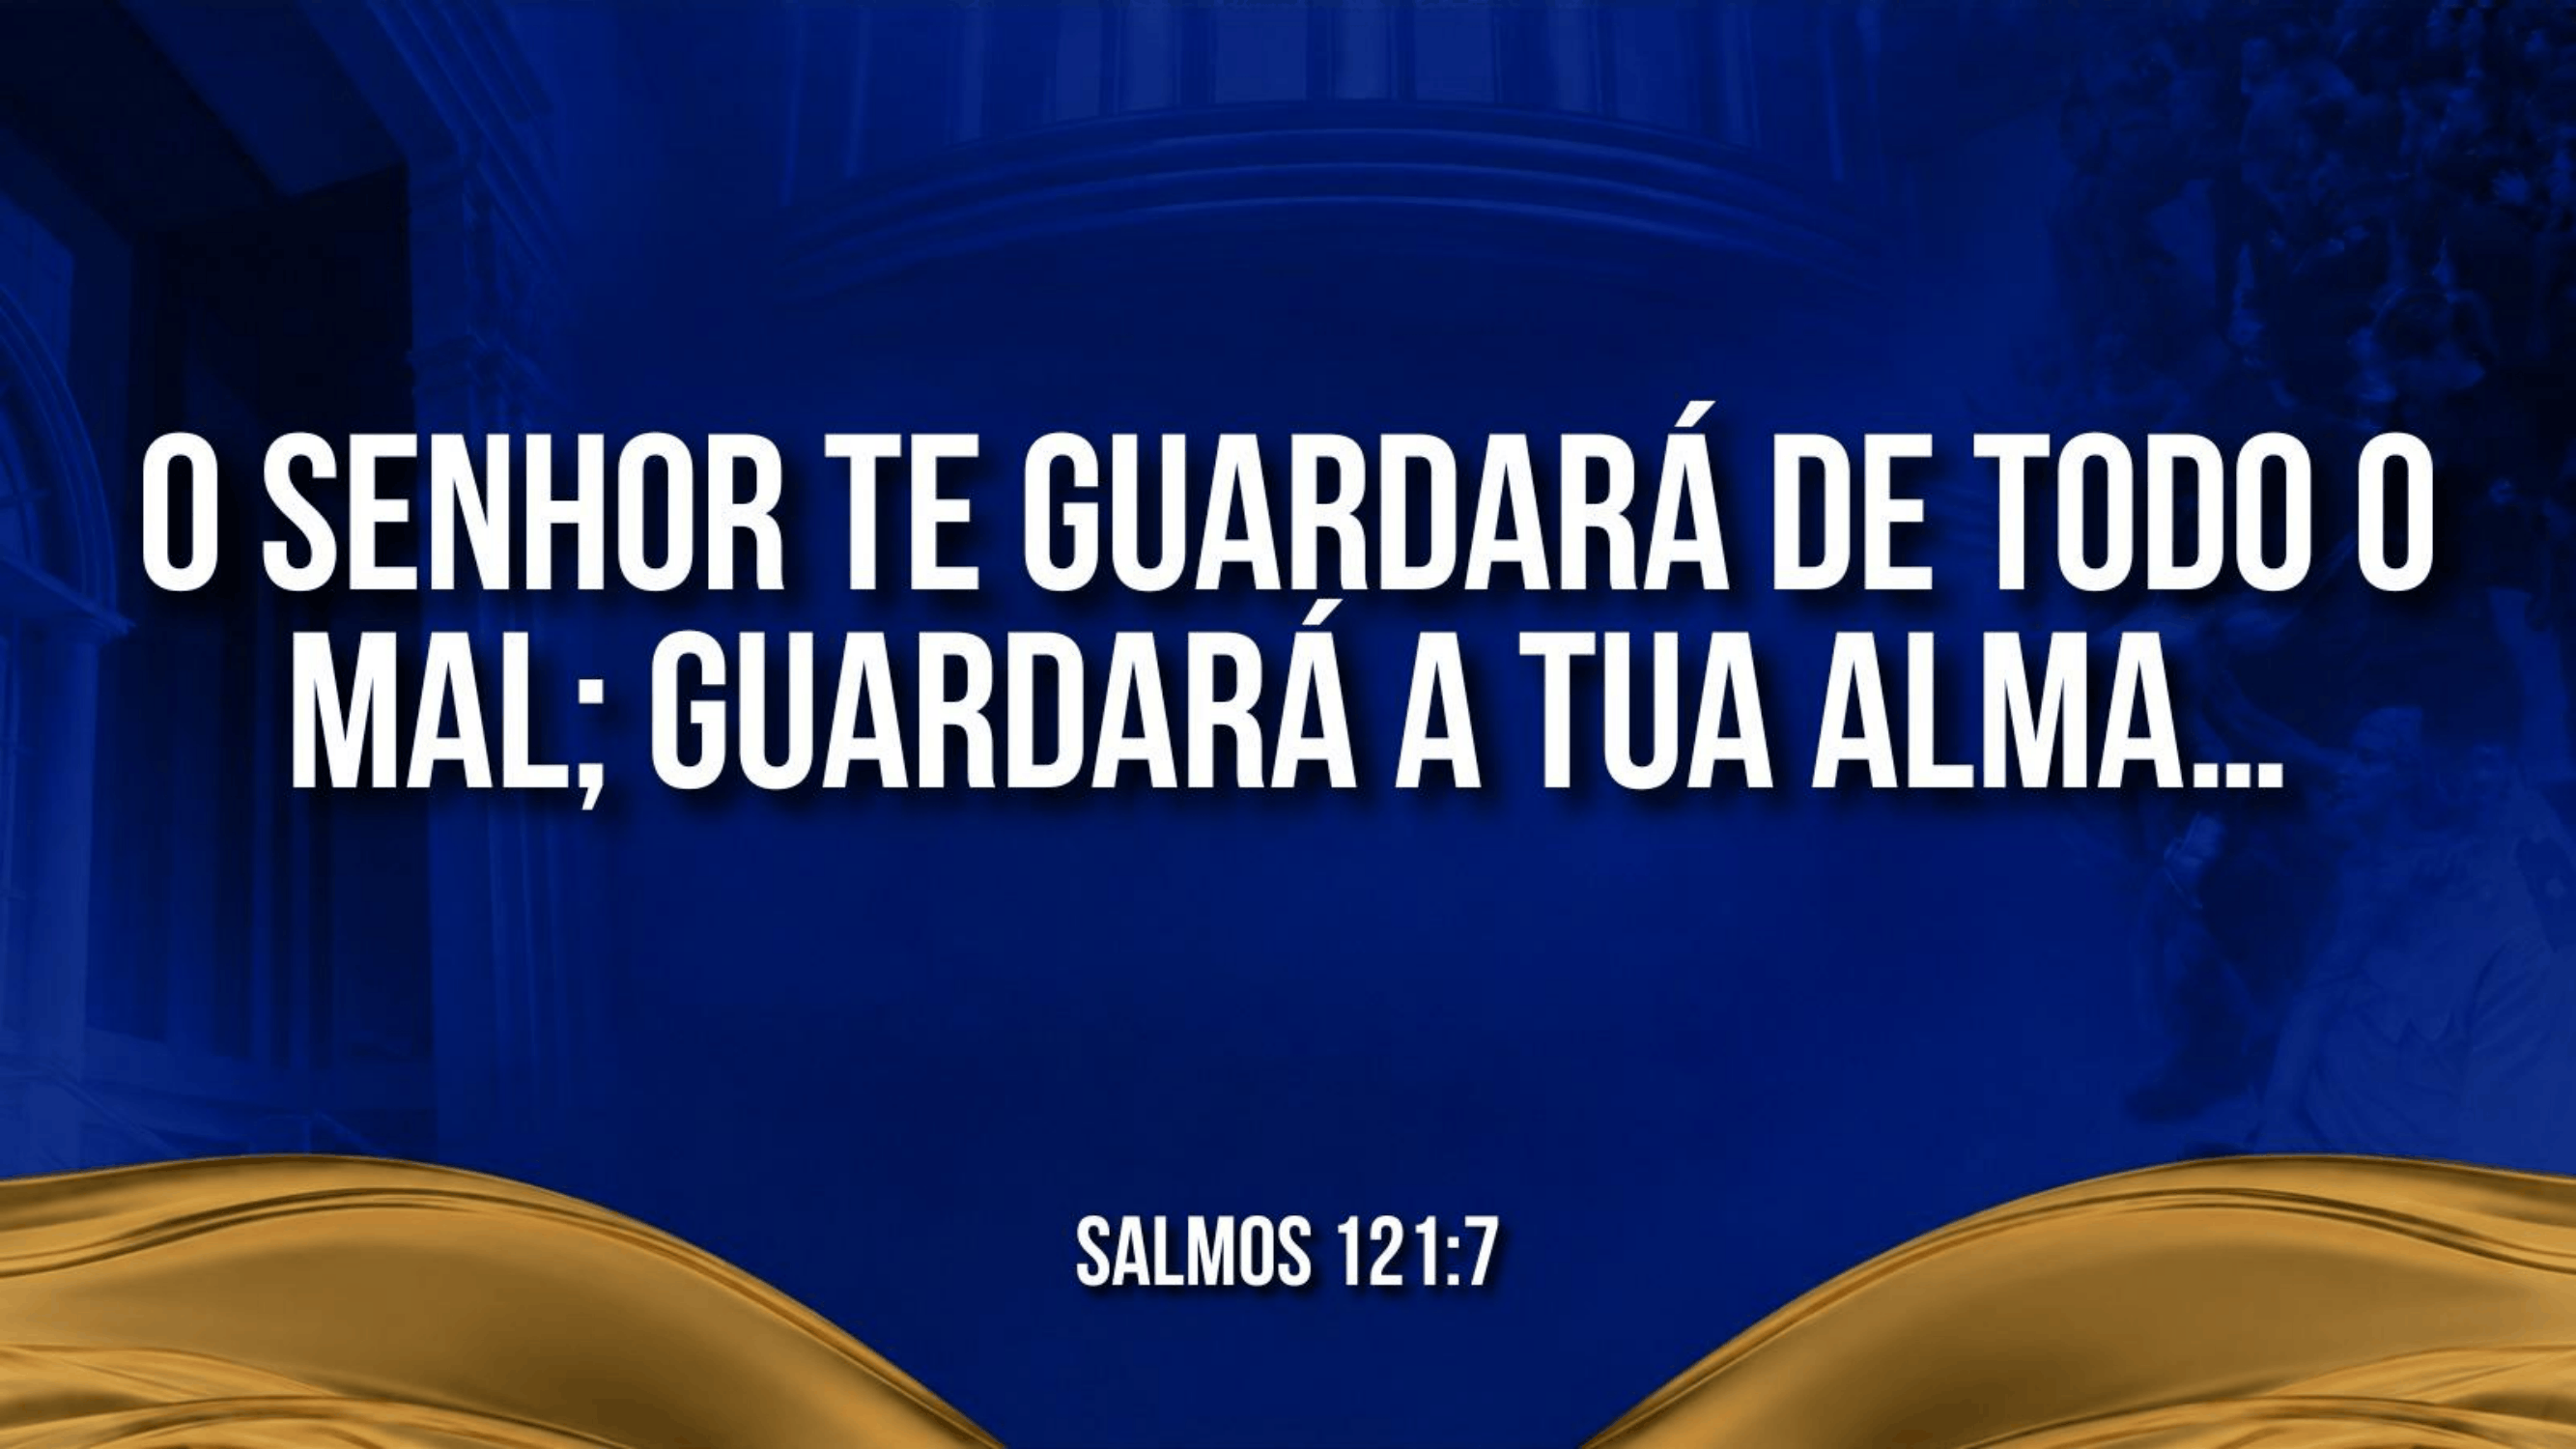 O SENHOR TE GUARDARÁ DE TODO O
MAL; GUARDARÁ A TUA ALMA...
SALMOS 121:7